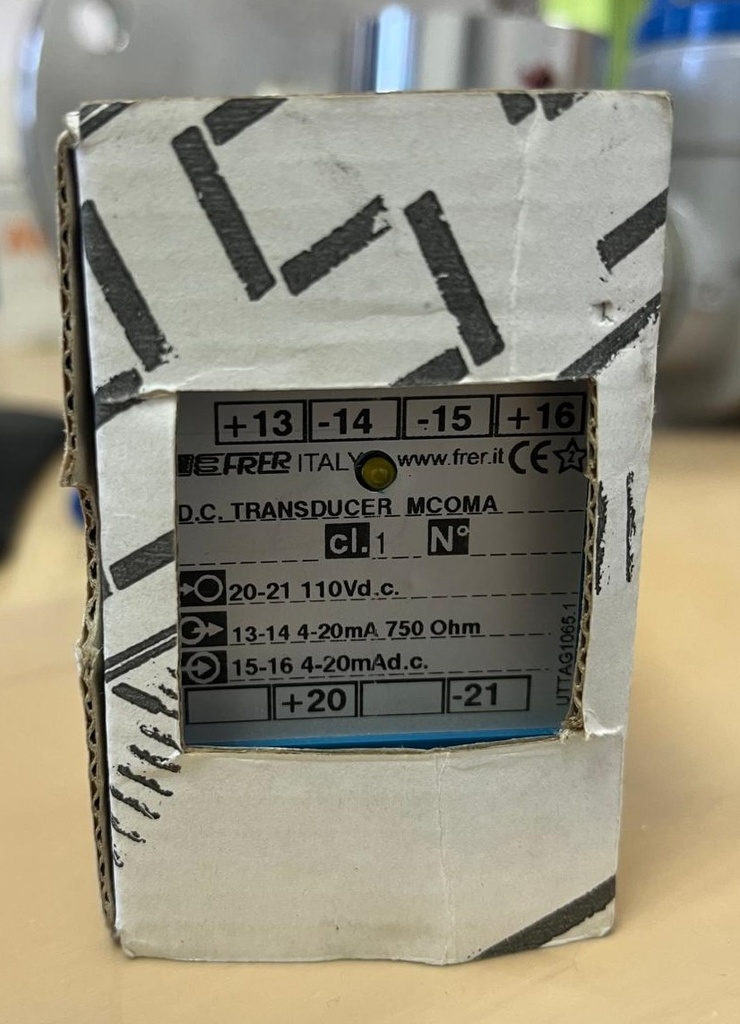 +13 -14 -15 +16
FRER ITALY www.frer.it CE 2
D.C. TRANSDUCER MCOMA
cl. 1 N°
20-21 110Vd.c.
13-14 4-20mA 750 Ohm
15-16 4-20mAd.c.
+20 -21
UTTAG1065.1